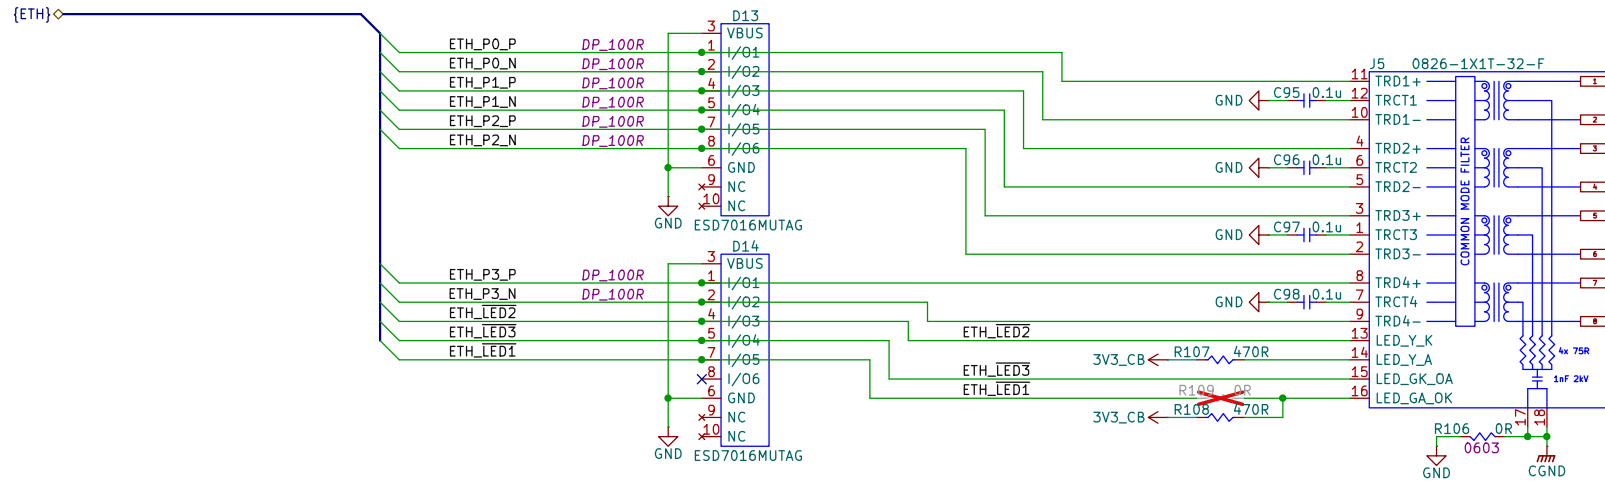 {ETH}
D13
3 VBUS
ETH_P0_P DP_100R 1 I/O1
ETH_P0_N DP_100R 2 I/O2
ETH_P1_P DP_100R 4 I/O3
ETH_P1_N DP_100R 5 I/O4
ETH_P2_P DP_100R 7 I/O5
ETH_P2_N DP_100R 8 I/O6
6 GND
9 NC
10 NC
GND
ESD7016MUTAG
D14
3 VBUS
ETH_P3_P DP_100R 1 I/O1
ETH_P3_N DP_100R 2 I/O2
ETH_LED2 4 I/O3
ETH_LED3 5 I/O4
ETH_LED1 7 I/O5
8 I/O6
6 GND
9 NC
10 NC
GND
ESD7016MUTAG
J5 0826-1X1T-32-F
11 TRD1+
GND C95 0.1u 12 TRCT1
10 TRD1-
4 TRD2+
GND C96 0.1u 6 TRCT2
5 TRD2-
3 TRD3+
GND C97 0.1u 1 TRCT3
2 TRD3-
8 TRD4+
GND C98 0.1u 7 TRCT4
9 TRD4-
ETH_LED2 13 LED_Y_K
3V3_CB R107 470R 14 LED_Y_A
ETH_LED3 15 LED_GK_OA
ETH_LED1 R109 0R 16 LED_GA_OK
3V3_CB R108 470R
COMMON MODE FILTER
1
2
3
4
5
6
7
8
4x 75R
1nF 2kV
17 18
R106 0R
0603
GND
CGND